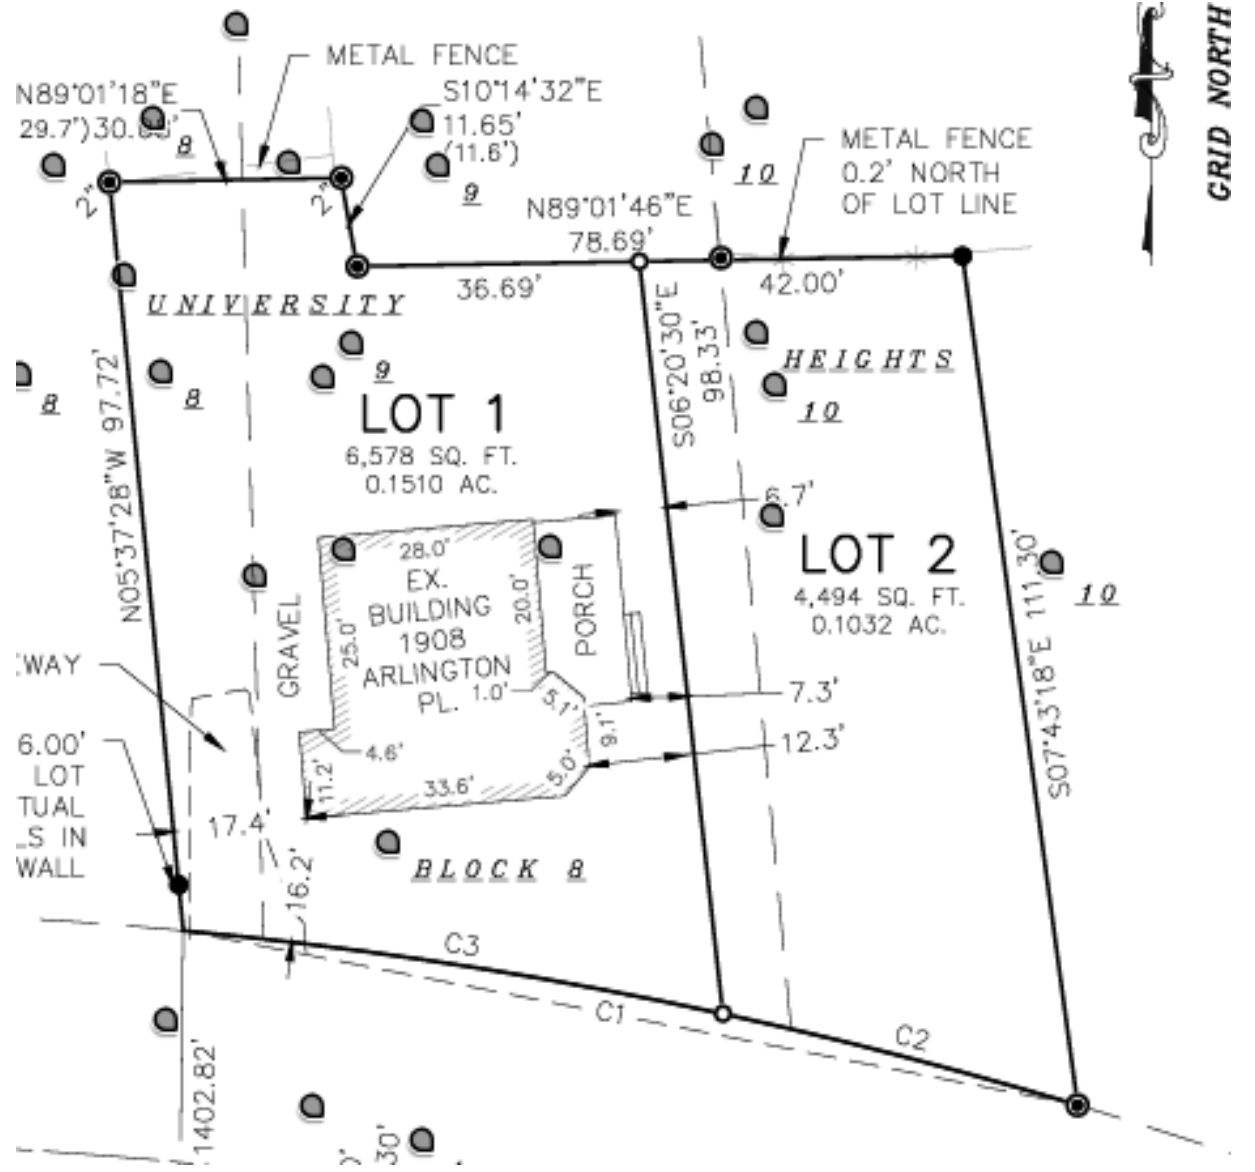 GRID NORTH
METAL FENCE
N89°01'18"E
29.7')30.
S10°14'32"E
11.65'
(11.6')
8
9
10
METAL FENCE
0.2' NORTH
OF LOT LINE
2"
2"
N89°01'46"E
78.69'
36.69'
42.00'
UNIVERSITY
HEIGHTS
8
8
9
10
N05°37'28"W 97.72'
S06°20'30"E
98.33'
LOT 1
6,578 SQ. FT.
0.1510 AC.
6.7'
LOT 2
4,494 SQ. FT.
0.1032 AC.
10
S07°43'18"E 111.30'
28.0'
EX.
BUILDING
1908
ARLINGTON
PL.
20.0'
25.0'
GRAVEL
PORCH
1.0'
5.1'
9.1'
5.0'
7.3'
12.3'
4.6'
11.2'
33.6'
WAY
6.00'
LOT
TUAL
LS IN
WALL
17.4'
16.2'
BLOCK 8
C3
C1
C2
1402.82'
30'
0'